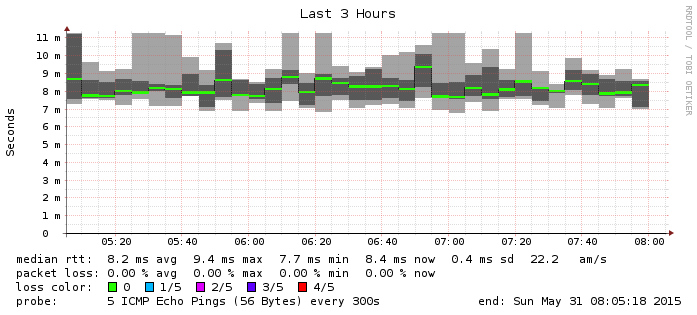 Last 3 Hours
RRDTOOL / TOBI OETIKER
Seconds
11 m
10 m
9 m
8 m
7 m
6 m
5 m
4 m
3 m
2 m
1 m
0
05:20 05:40 06:00 06:20 06:40 07:00 07:20 07:40 08:00
median rtt: 8.2 ms avg 9.4 ms max 7.7 ms min 8.4 ms now 0.4 ms sd 22.2 am/s
packet loss: 0.00 % avg 0.00 % max 0.00 % min 0.00 % now
loss color: 0 1/5 2/5 3/5 4/5
probe: 5 ICMP Echo Pings (56 Bytes) every 300s end: Sun May 31 08:05:18 2015